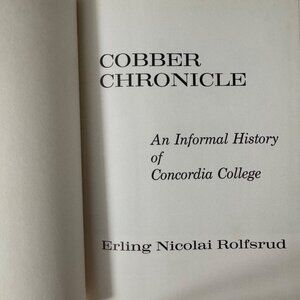 COBBER
CHRONICLE
An Informal History
of
Concordia College
Erling Nicolai Rolfsrud